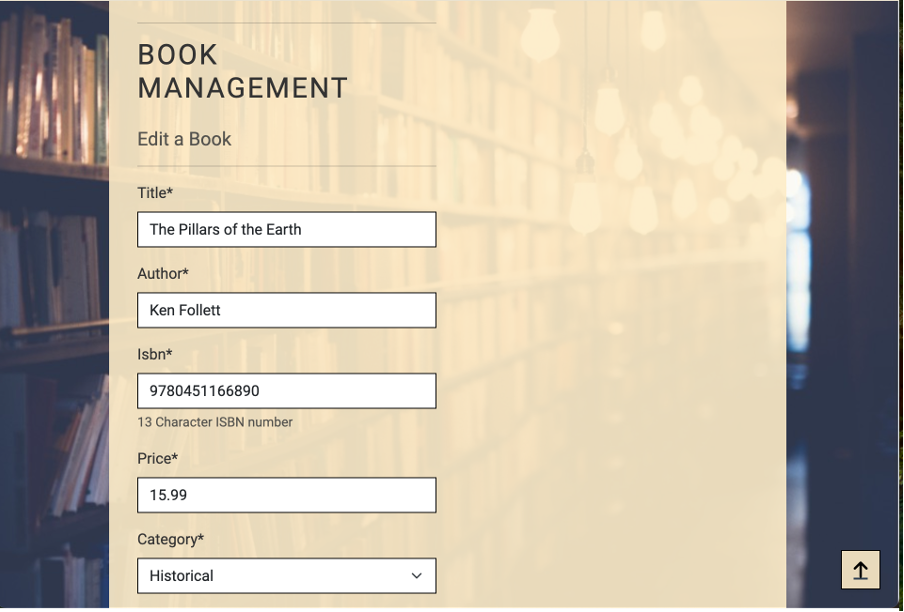 BOOK
MANAGEMENT
Edit a Book
Title*
The Pillars of the Earth
Author*
Ken Follett
Isbn*
9780451166890
13 Character ISBN number
Price*
15.99
Category*
Historical